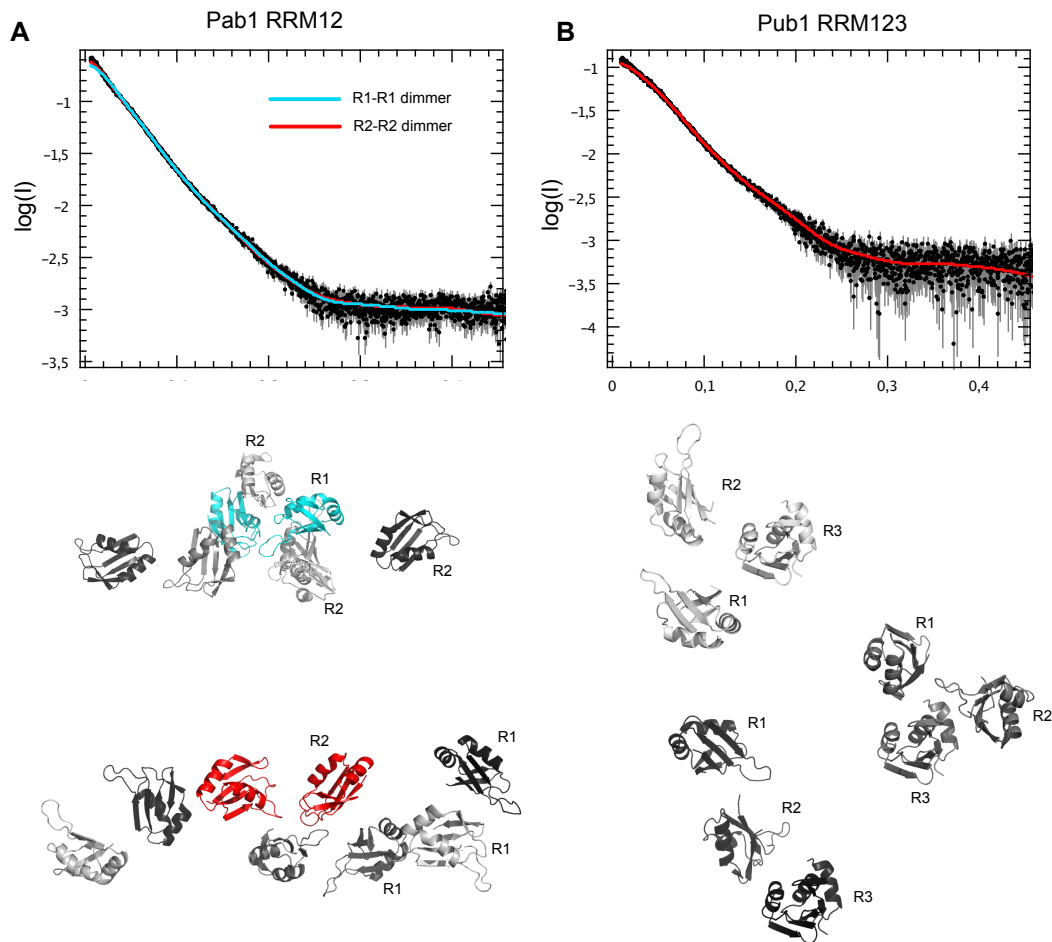 A
Pab1 RRM12
−1
−1,5
−2
−2,5
−3
−3,5
log(I)
R1-R1 dimmer
R2-R2 dimmer
B
Pub1 RRM123
−1
−1,5
−2
−2,5
−3
−3,5
−4
log(I)
0
0,1
0,2
0,3
0,4
R2
R1
R2
R2
R2
R1
R1
R1
R2
R3
R1
R1
R2
R3
R1
R2
R3